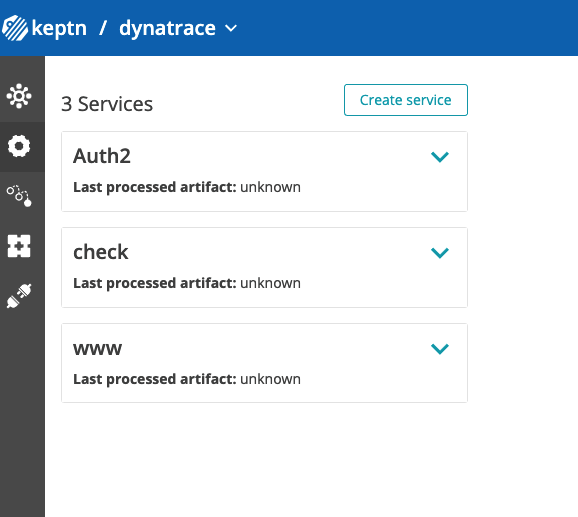 keptn / dynatrace
3 Services
Create service
Auth2
Last processed artifact: unknown
check
Last processed artifact: unknown
www
Last processed artifact: unknown